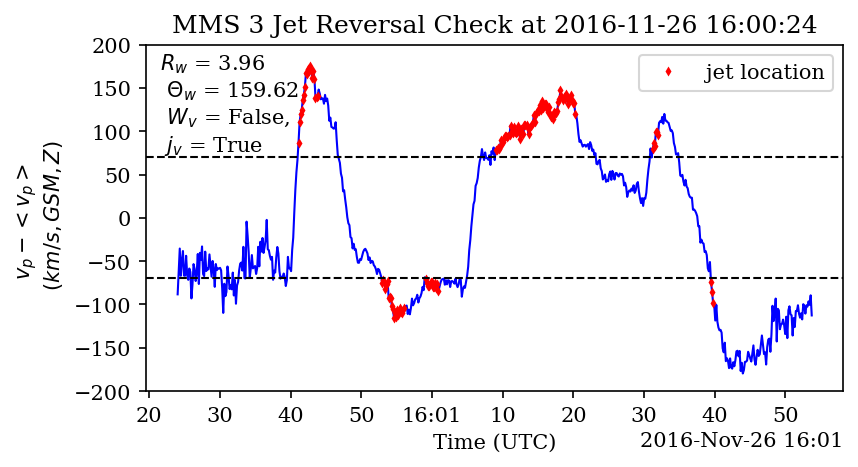 MMS 3 Jet Reversal Check at 2016-11-26 16:00:24
R_w = 3.96
Θ_w = 159.62
W_v = False,
j_v = True
jet location
v_p − < v_p >
(km/s, GSM, Z)
200
150
100
50
0
−50
−100
−150
−200
20 30 40 50 16:01 10 20 30 40 50
Time (UTC)
2016-Nov-26 16:01